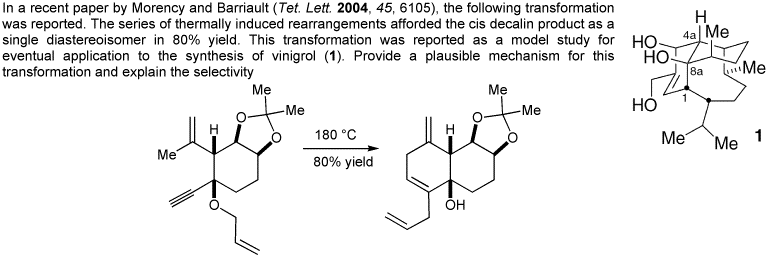 In a recent paper by Morency and Barriault (Tet. Lett. 2004, 45, 6105), the following transformation
was reported. The series of thermally induced rearrangements afforded the cis decalin product as a
single diastereoisomer in 80% yield. This transformation was reported as a model study for
eventual application to the synthesis of vinigrol (1). Provide a plausible mechanism for this
transformation and explain the selectivity
H
4a Me
HO
HO
8a Me
1
HO
Me Me
1
Me
O Me
H
O
Me
O
180 °C
80% yield
Me
O Me
H
O
OH